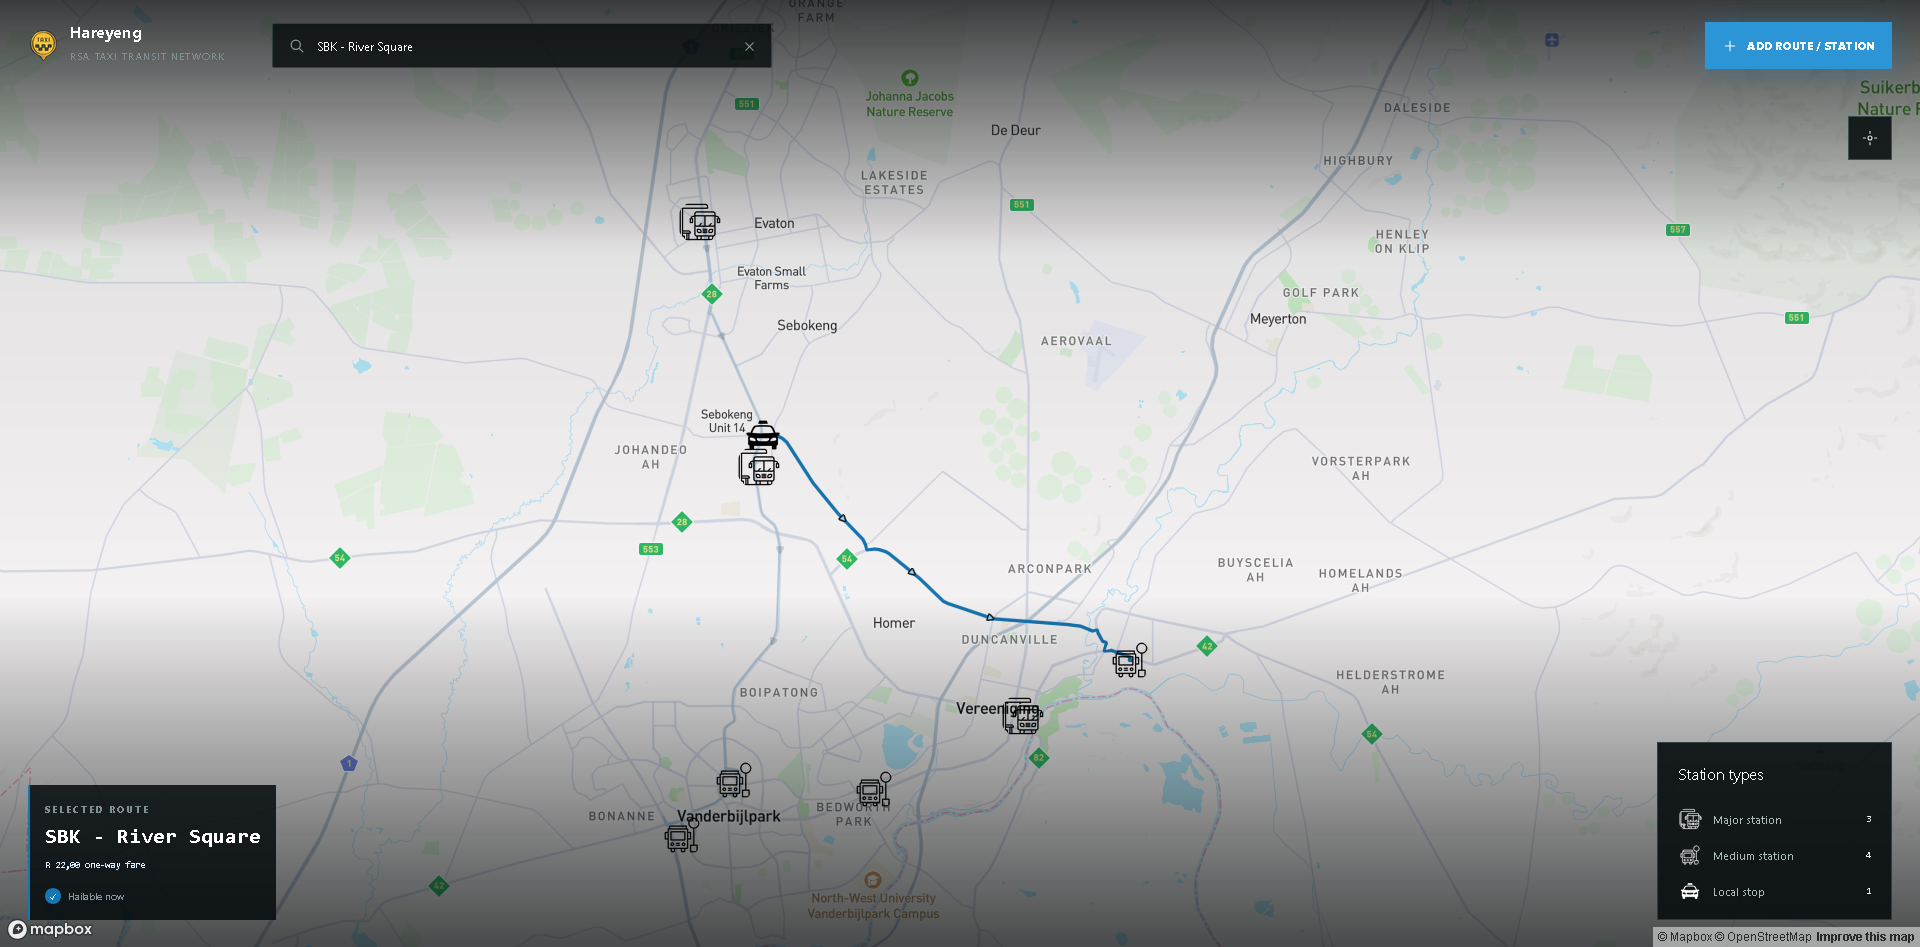 Hareyeng
RSA TAXI TRANSIT NETWORK
SBK - River Square
ADD ROUTE / STATION
ORANGE
FARM
551
Johanna Jacobs
Nature Reserve
De Deur
DALESIDE
Suikerb
Nature F
HIGHBURY
LAKESIDE
ESTATES
551
Evaton
557
HENLEY
ON KLIP
Evaton Small
Farms
28
GOLF PARK
Meyerton
551
Sebokeng
AEROVAAL
Sebokeng
Unit 14
JOHANDEO
AH
VORSTERPARK
AH
28
553
54
54
ARCONPARK
BUYSCELIA
AH
HOMELANDS
AH
Homer
DUNCANVILLE
42
HELDERSTROME
AH
BOIPATONG
Vereeniging
54
82
1
BONANNE
Vanderbijlpark
BEDWORTH
PARK
42
North-West University
Vanderbijlpark Campus
SELECTED ROUTE
SBK - River Square
R 22,00 one-way fare
Hailable now
Station types
Major station 3
Medium station 4
Local stop 1
mapbox
© Mapbox © OpenStreetMap Improve this map